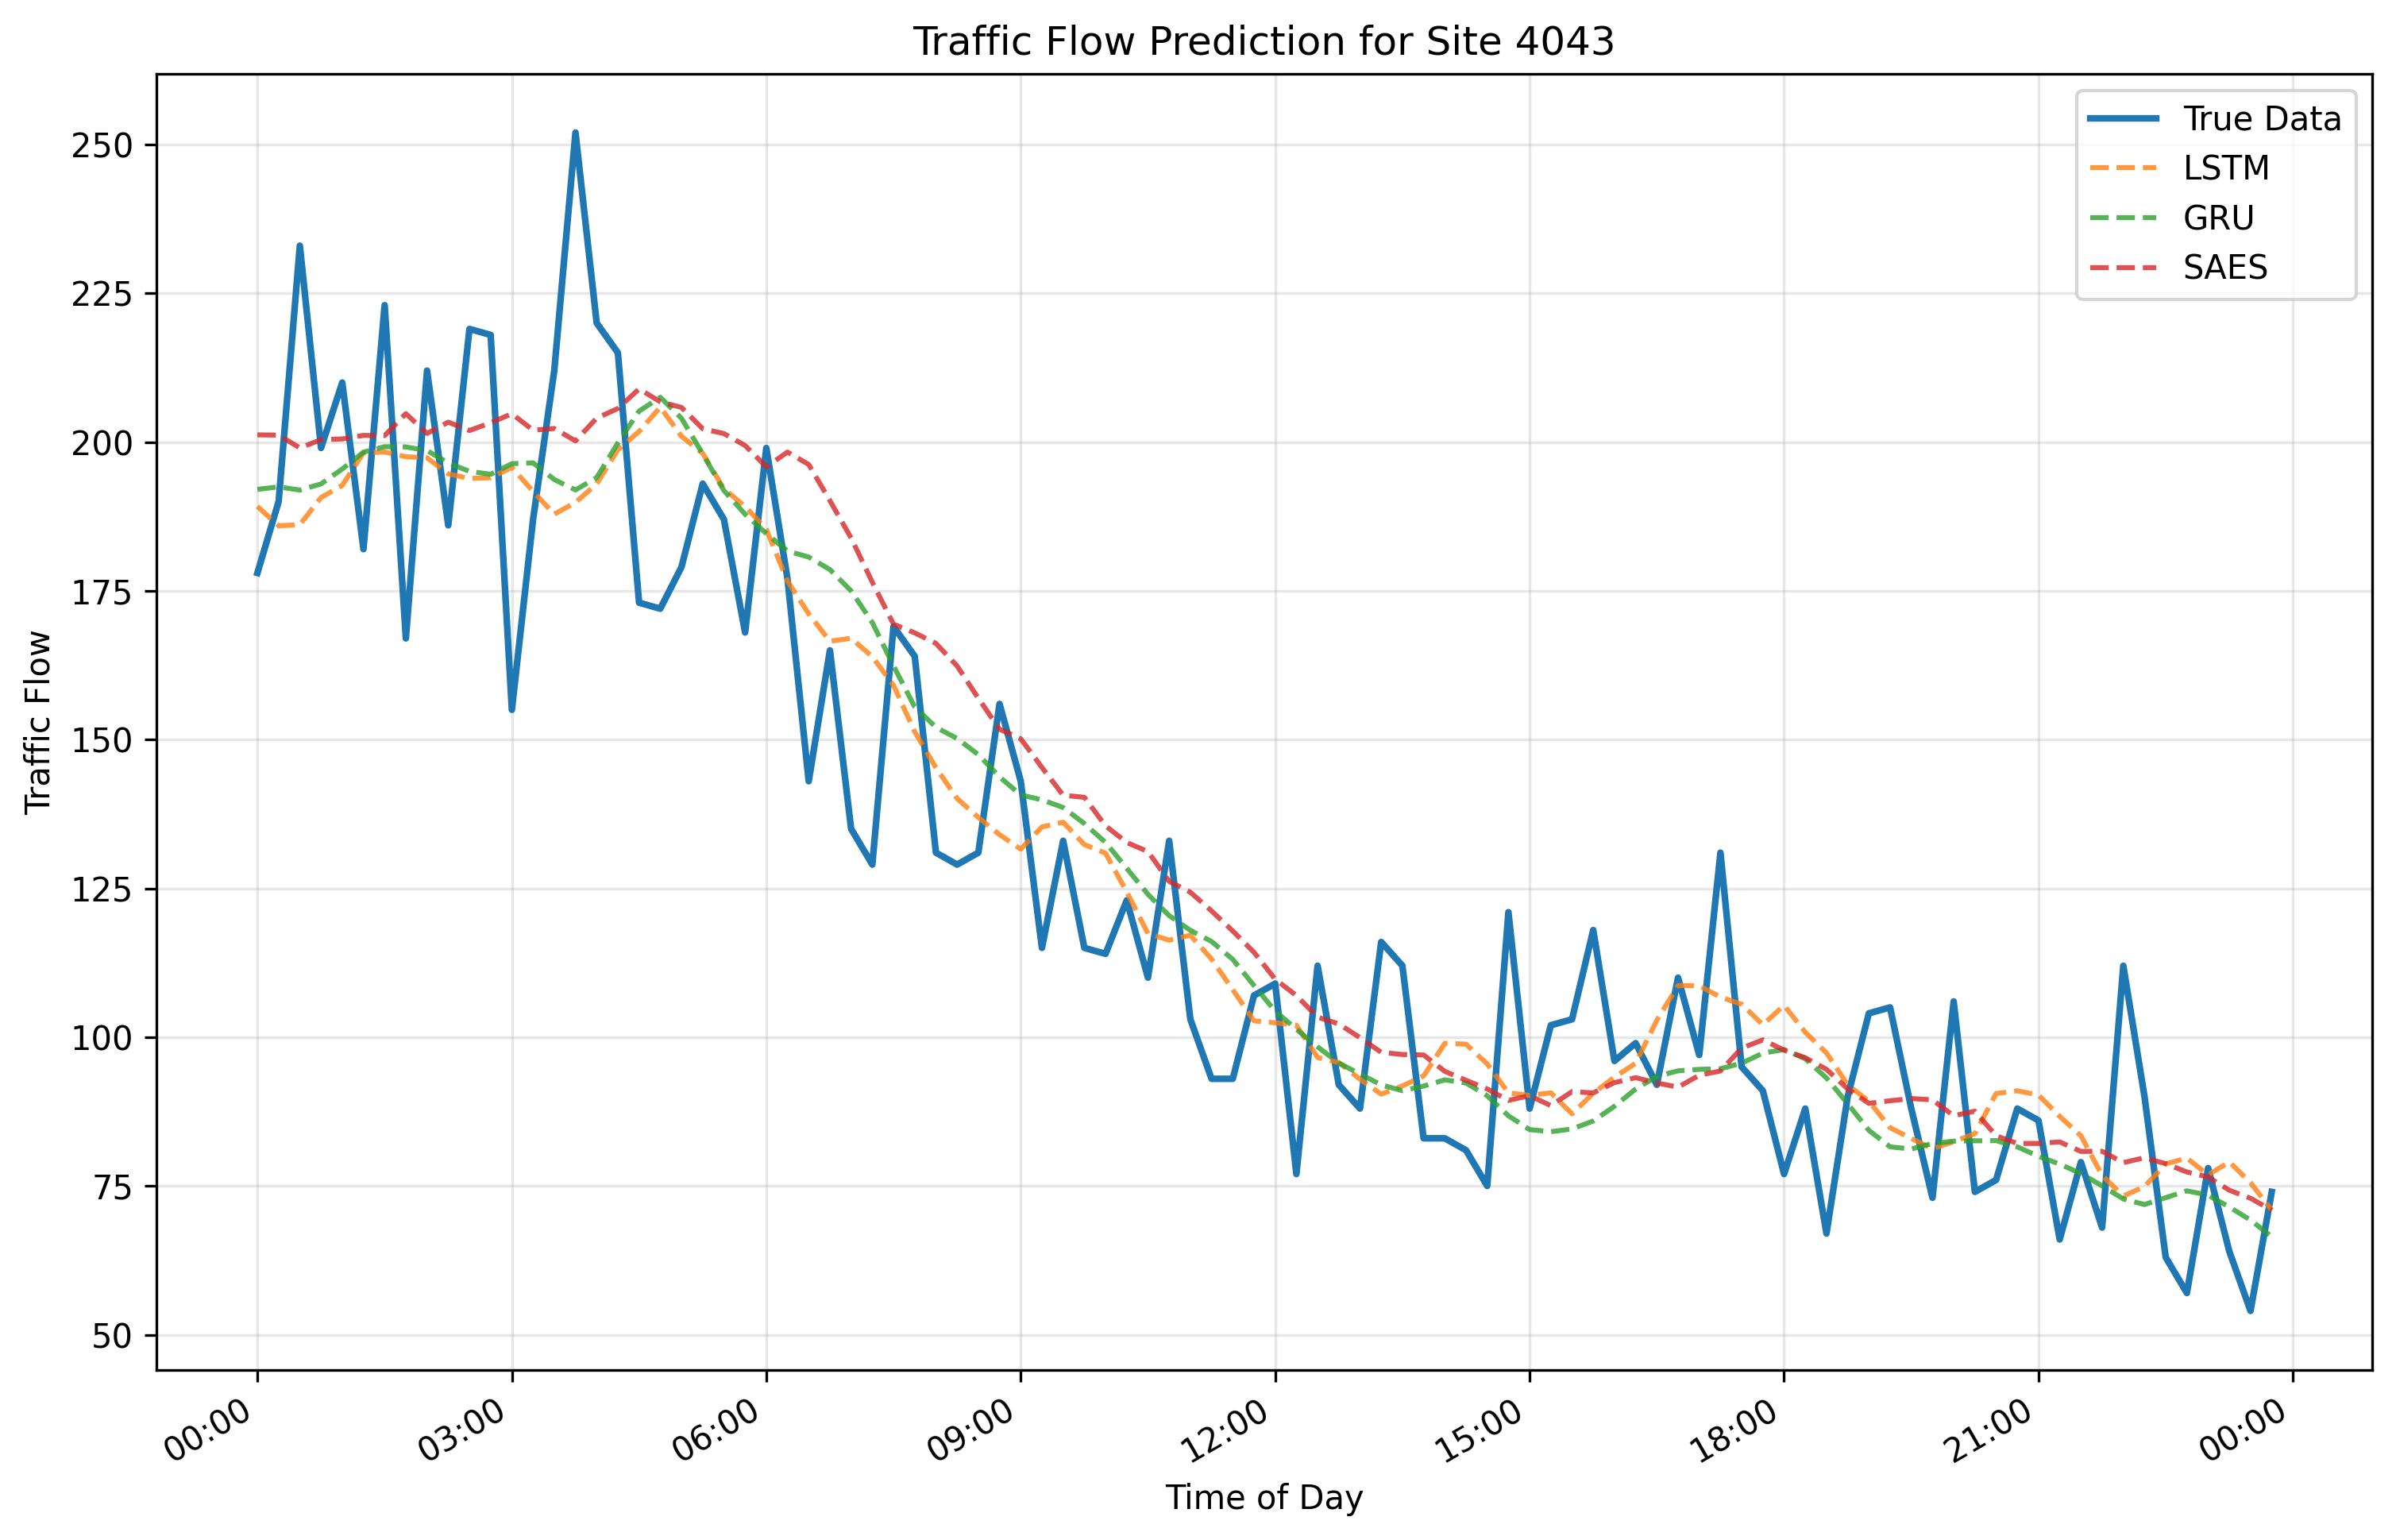 Traffic Flow Prediction for Site 4043
True Data
LSTM
GRU
SAES
Traffic Flow
250
225
200
175
150
125
100
75
50
00:00
03:00
06:00
09:00
12:00
15:00
18:00
21:00
00:00
Time of Day